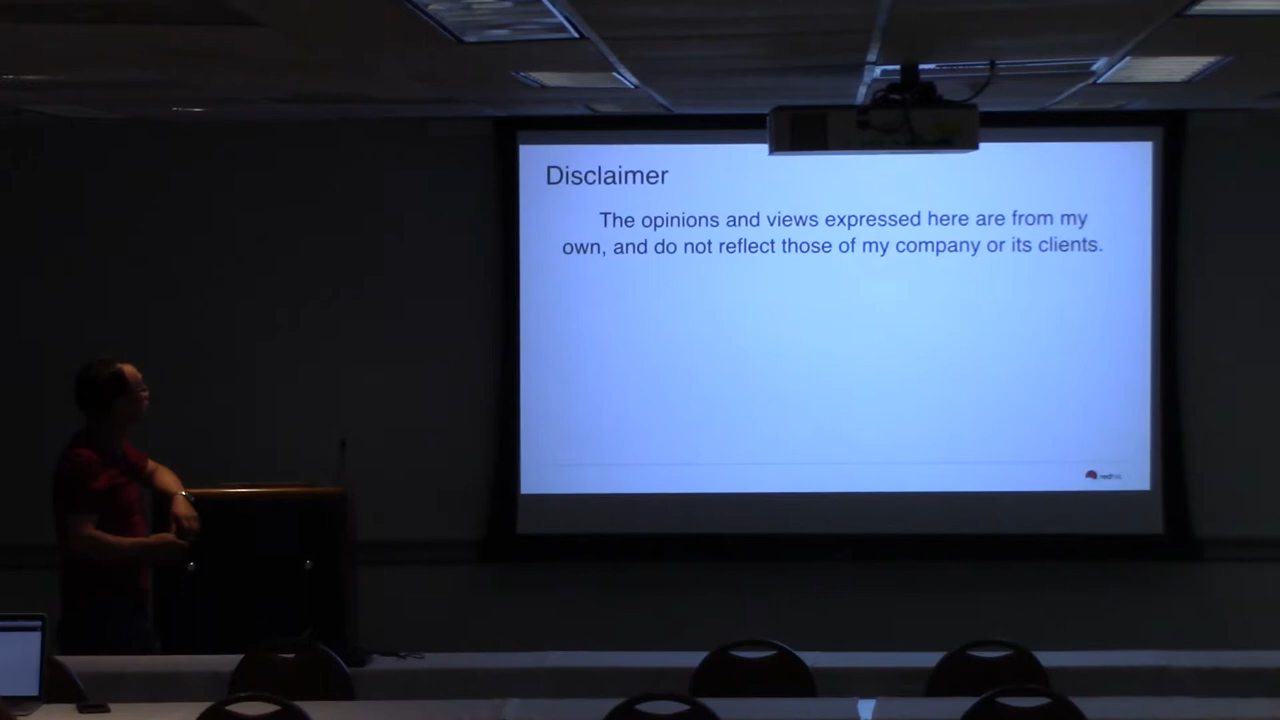 Disclaimer
The opinions and views expressed here are from my
own, and do not reflect those of my company or its clients.
redhat